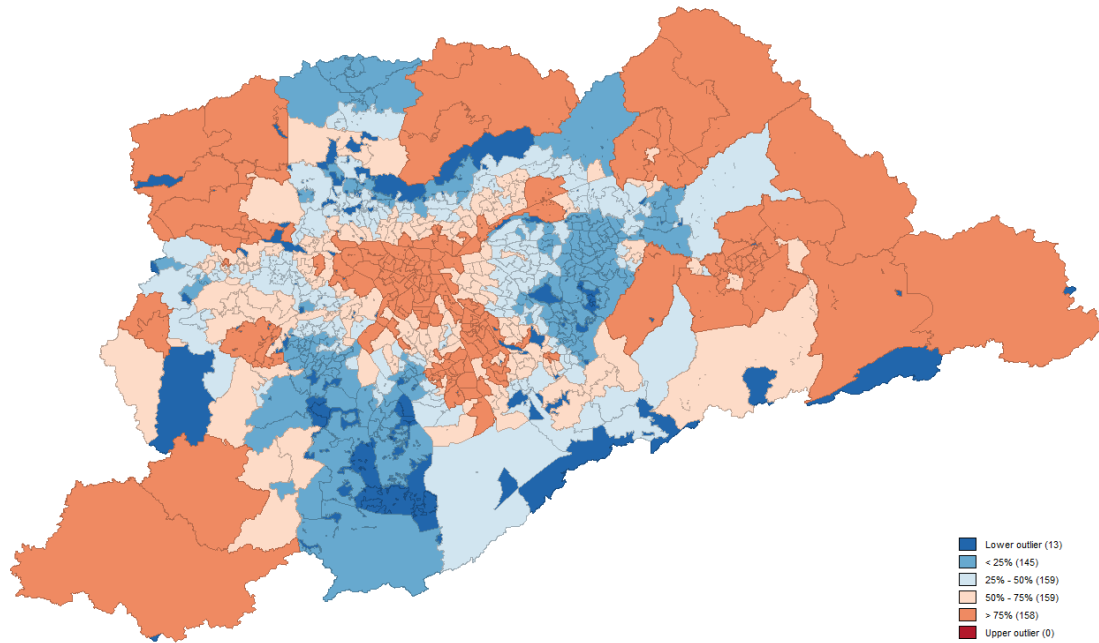 Lower outlier (13)
< 25% (145)
25% - 50% (159)
50% - 75% (159)
> 75% (158)
Upper outlier (0)